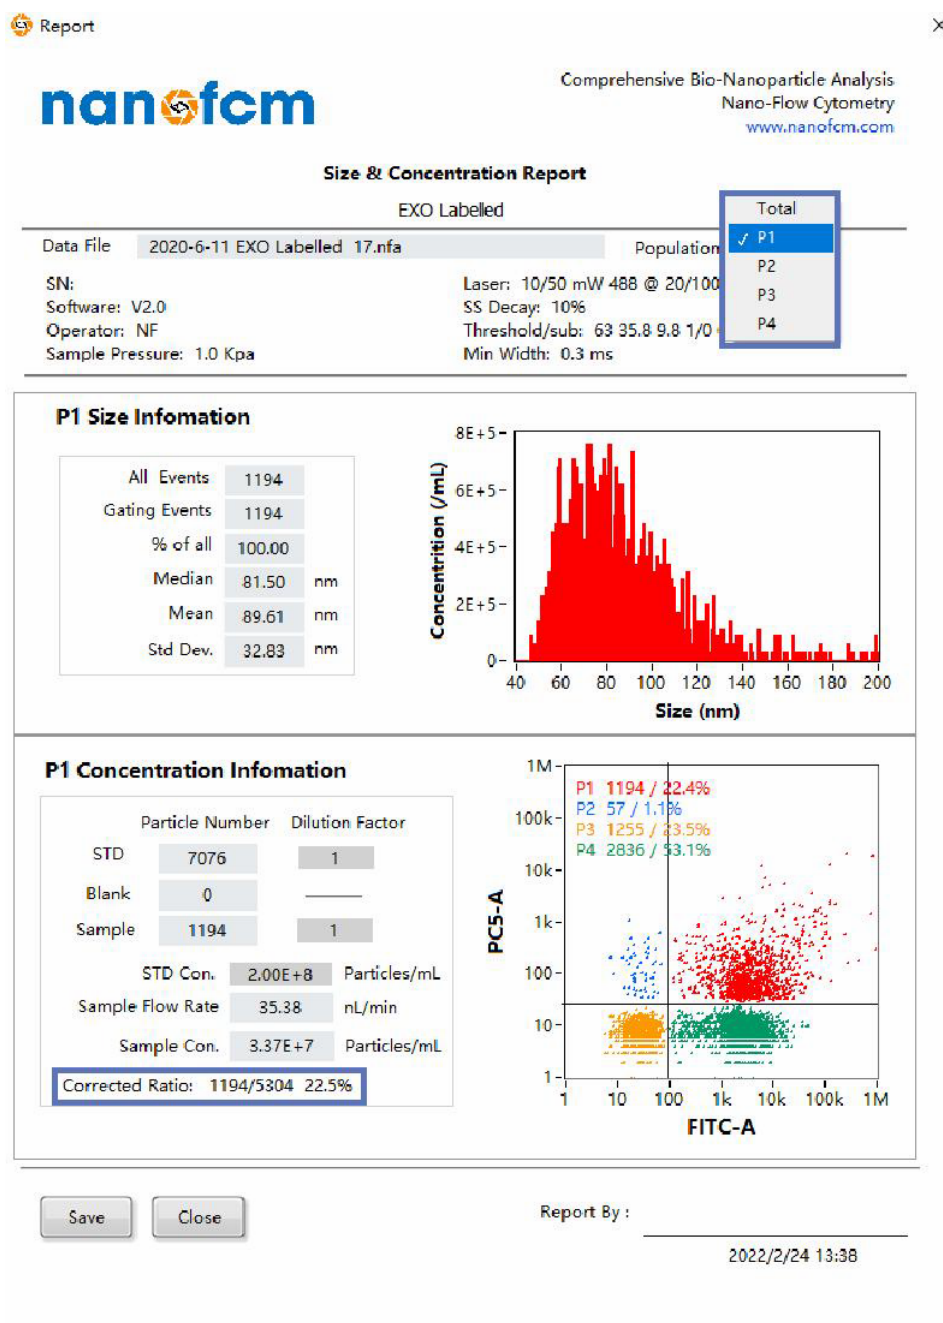 Report
nanofcm
Comprehensive Bio-Nanoparticle Analysis
Nano-Flow Cytometry
www.nanofcm.com
Size & Concentration Report
EXO Labelled
Data File 2020-6-11 EXO Labelled 17.nfa Population
Total
✓ P1
P2
P3
P4
SN:
Software: V2.0
Operator: NF
Sample Pressure: 1.0 Kpa
Laser: 10/50 mW 488 @ 20/100
SS Decay: 10%
Threshold/sub: 63 35.8 9.8 1/0
Min Width: 0.3 ms
P1 Size Infomation
All Events 1194
Gating Events 1194
% of all 100.00
Median 81.50 nm
Mean 89.61 nm
Std Dev. 32.83 nm
Concentrition (/mL)
8E+5
6E+5
4E+5
2E+5
0
40 60 80 100 120 140 160 180 200
Size (nm)
P1 Concentration Infomation
Particle Number Dilution Factor
STD 7076 1
Blank 0
Sample 1194 1
STD Con. 2.00E+8 Particles/mL
Sample Flow Rate 35.38 nL/min
Sample Con. 3.37E+7 Particles/mL
Corrected Ratio: 1194/5304 22.5%
PC5-A
1M
100k
10k
1k
100
10
1
P1 1194 / 22.4%
P2 57 / 1.1%
P3 1255 / 23.5%
P4 2836 / 53.1%
1 10 100 1k 10k 100k 1M
FITC-A
Save Close
Report By :
2022/2/24 13:38